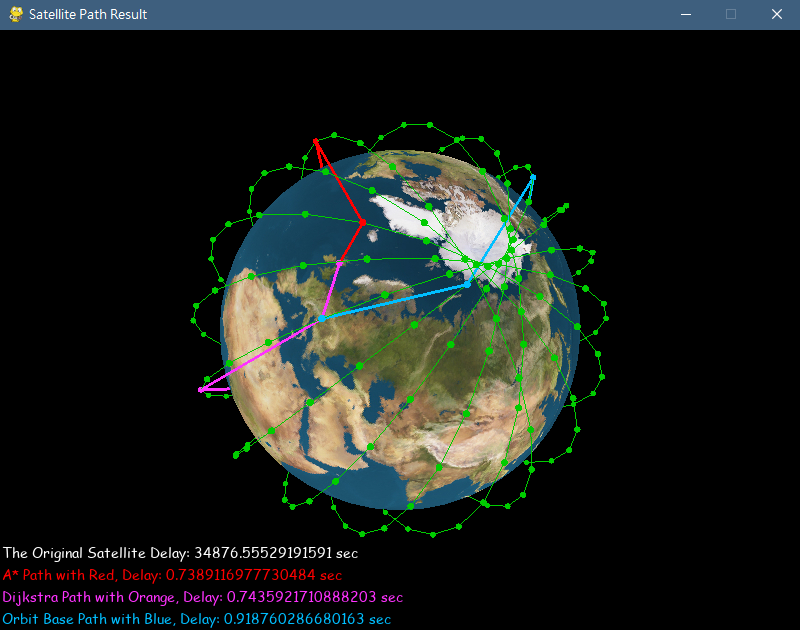 Satellite Path Result
The Original Satellite Delay: 34876.55529191591 sec
A* Path with Red, Delay: 0.7389116977730484 sec
Dijkstra Path with Orange, Delay: 0.7435921710888203 sec
Orbit Base Path with Blue, Delay: 0.918760286680163 sec